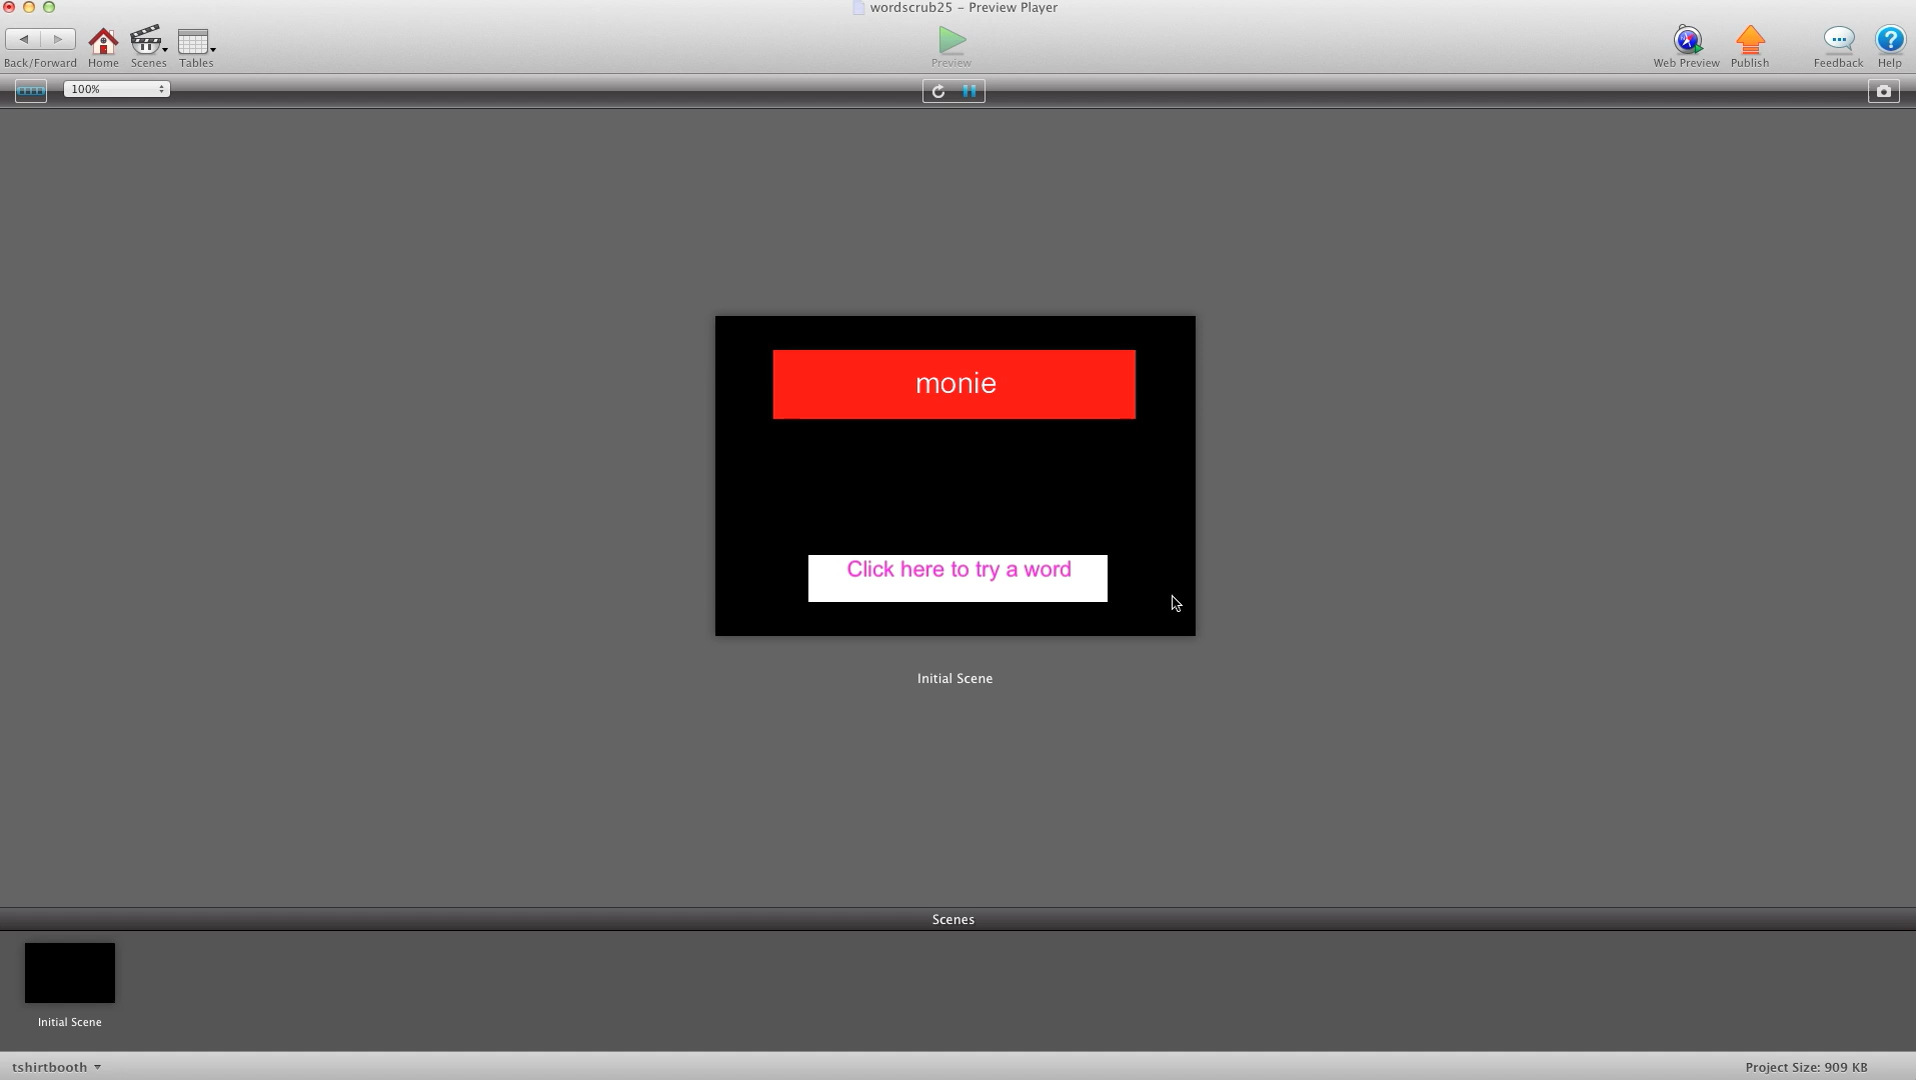 wordscrub25 – Preview Player
Back/Forward
Home
Scenes
Tables
Preview
Web Preview
Publish
Feedback
Help
100%
monie
Click here to try a word
Initial Scene
Scenes
Initial Scene
tshirtbooth
Project Size: 909 KB